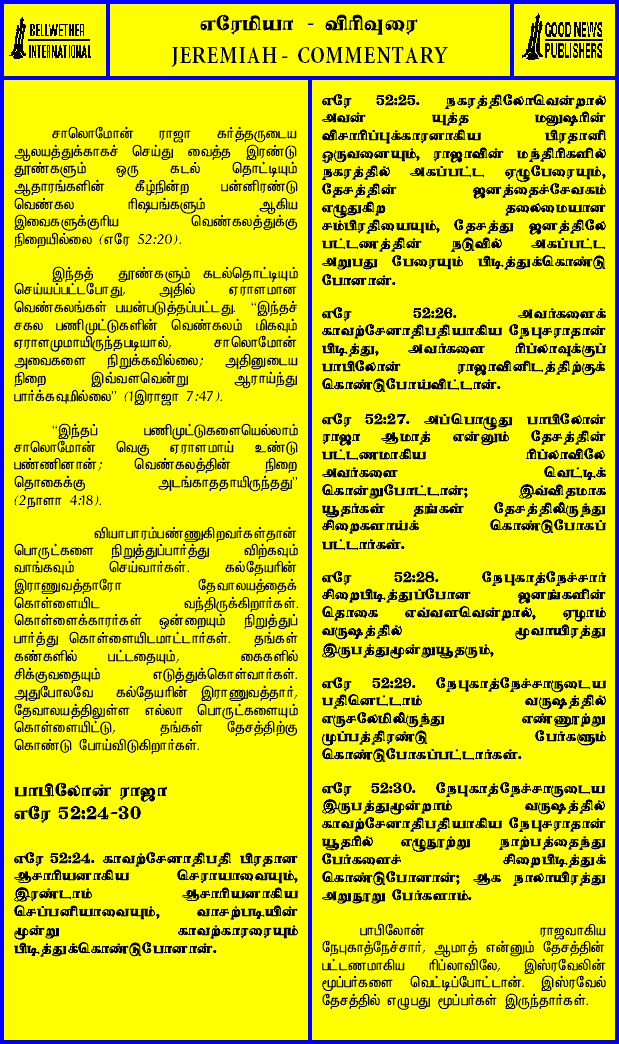 BELLWETHER
INTERNATIONAL
எரேமியா - விரிவுரை
JEREMIAH - COMMENTARY
GOOD NEWS
PUBLISHERS
சாலொமோன் ராஜா கர்த்தருடைய
ஆலயத்துக்காகச் செய்து வைத்த இரண்டு
தூண்களும் ஒரு கடல் தொட்டியும்
ஆதாரங்களின் கீழ்நின்ற பன்னிரண்டு
வெண்கல ரிஷபங்களும் ஆகிய
இவைகளுக்குரிய வெண்கலத்துக்கு
நிறையில்லை (எரே 52:20).
இந்தத் தூண்களும் கடல்தொட்டியும்
செய்யப்பட்டபோது, அதில் ஏராளமான
வெண்கலங்கள் பயன்படுத்தப்பட்டது. “இந்தச்
சகல பணிமுட்டுகளின் வெண்கலம் மிகவும்
ஏராளமுமாயிருந்தபடியால், சாலொமோன்
அவைகளை நிறுக்கவில்லை; அதினுடைய
நிறை இவ்வளவென்று ஆராய்ந்து
பார்க்கவுமில்லை” (1இராஜா 7:47).
“இந்தப் பணிமுட்டுகளையெல்லாம்
சாலொமோன் வெகு ஏராளமாய் உண்டு
பண்ணினான்; வெண்கலத்தின் நிறை
தொகைக்கு அடங்காததாயிருந்தது”
(2நாளா 4:18).
வியாபாரம்பண்ணுகிறவர்கள்தான்
பொருட்களை நிறுத்துப்பார்த்து விற்கவும்
வாங்கவும் செய்வார்கள். கல்தேயரின்
இராணுவத்தாரோ தேவாலயத்தைக்
கொள்ளையிட வந்திருக்கிறார்கள்.
கொள்ளைக்காரர்கள் ஒன்றையும் நிறுத்துப்
பார்த்து கொள்ளையிடமாட்டார்கள். தங்கள்
கண்களில் பட்டதையும், கைகளில்
சிக்குவதையும் எடுத்துக்கொள்வார்கள்.
அதுபோலவே கல்தேயரின் இராணுவத்தார்,
தேவாலயத்திலுள்ள எல்லா பொருட்களையும்
கொள்ளையிட்டு, தங்கள் தேசத்திற்கு
கொண்டு போய்விடுகிறார்கள்.
பாபிலோன் ராஜா
எரே 52:24-30
எரே 52:24. காவற்சேனாதிபதி பிரதான
ஆசாரியனாகிய செராயாவையும்,
இரண்டாம் ஆசாரியனாகிய
செப்பனியாவையும், வாசற்படியின்
மூன்று காவற்காரரையும்
பிடித்துக்கொண்டுபோனான்.
எரே 52:25. நகரத்திலோவென்றால்
அவன் யுத்த மனுஷரின்
விசாரிப்புக்காரனாகிய பிரதானி
ஒருவனையும், ராஜாவின் மந்திரிகளில்
நகரத்தில் அகப்பட்ட ஏழுபேரையும்,
தேசத்தின் ஜனத்தைச்சேவகம்
எழுதுகிற தலைமையான
சம்பிரதியையும், தேசத்து ஜனத்திலே
பட்டணத்தின் நடுவில் அகப்பட்ட
அறுபது பேரையும் பிடித்துக்கொண்டு
போனான்.
எரே 52:26. அவர்களைக்
காவற்சேனாதிபதியாகிய நேபுசராதான்
பிடித்து, அவர்களை ரிப்லாவுக்குப்
பாபிலோன் ராஜாவினிடத்திற்குக்
கொண்டுபோய்விட்டான்.
எரே 52:27. அப்பொழுது பாபிலோன்
ராஜா ஆமாத் என்னும் தேசத்தின்
பட்டணமாகிய ரிப்லாவிலே
அவர்களை வெட்டிக்
கொன்றுபோட்டான்; இவ்விதமாக
யூதர்கள் தங்கள் தேசத்திலிருந்து
சிறைகளாய்க் கொண்டுபோகப்
பட்டார்கள்.
எரே 52:28. நேபுகாத்நேச்சார்
சிறைபிடித்துப்போன ஜனங்களின்
தொகை எவ்வளவென்றால், ஏழாம்
வருஷத்தில் மூவாயிரத்து
இருபத்துமூன்றுயூதரும்,
எரே 52:29. நேபுகாத்நேச்சாருடைய
பதினெட்டாம் வருஷத்தில்
எருசலேமிலிருந்து எண்ணூற்று
முப்பத்திரண்டு பேர்களும்
கொண்டுபோகப்பட்டார்கள்.
எரே 52:30. நேபுகாத்நேச்சாருடைய
இருபத்துமூன்றாம் வருஷத்தில்
காவற்சேனாதிபதியாகிய நேபுசராதான்
யூதரில் எழுநூற்று நாற்பத்தைந்து
பேர்களைச் சிறைபிடித்துக்
கொண்டுபோனான்; ஆக நாலாயிரத்து
அறுநூறு பேர்களாம்.
பாபிலோன் ராஜவாகிய
நேபுகாத்நேச்சார், ஆமாத் என்னும் தேசத்தின்
பட்டணமாகிய ரிப்லாவிலே, இஸ்ரவேலின்
மூப்பர்களை வெட்டிப்போட்டான். இஸ்ரவேல்
தேசத்தில் எழுபது மூப்பர்கள் இருந்தார்கள்.